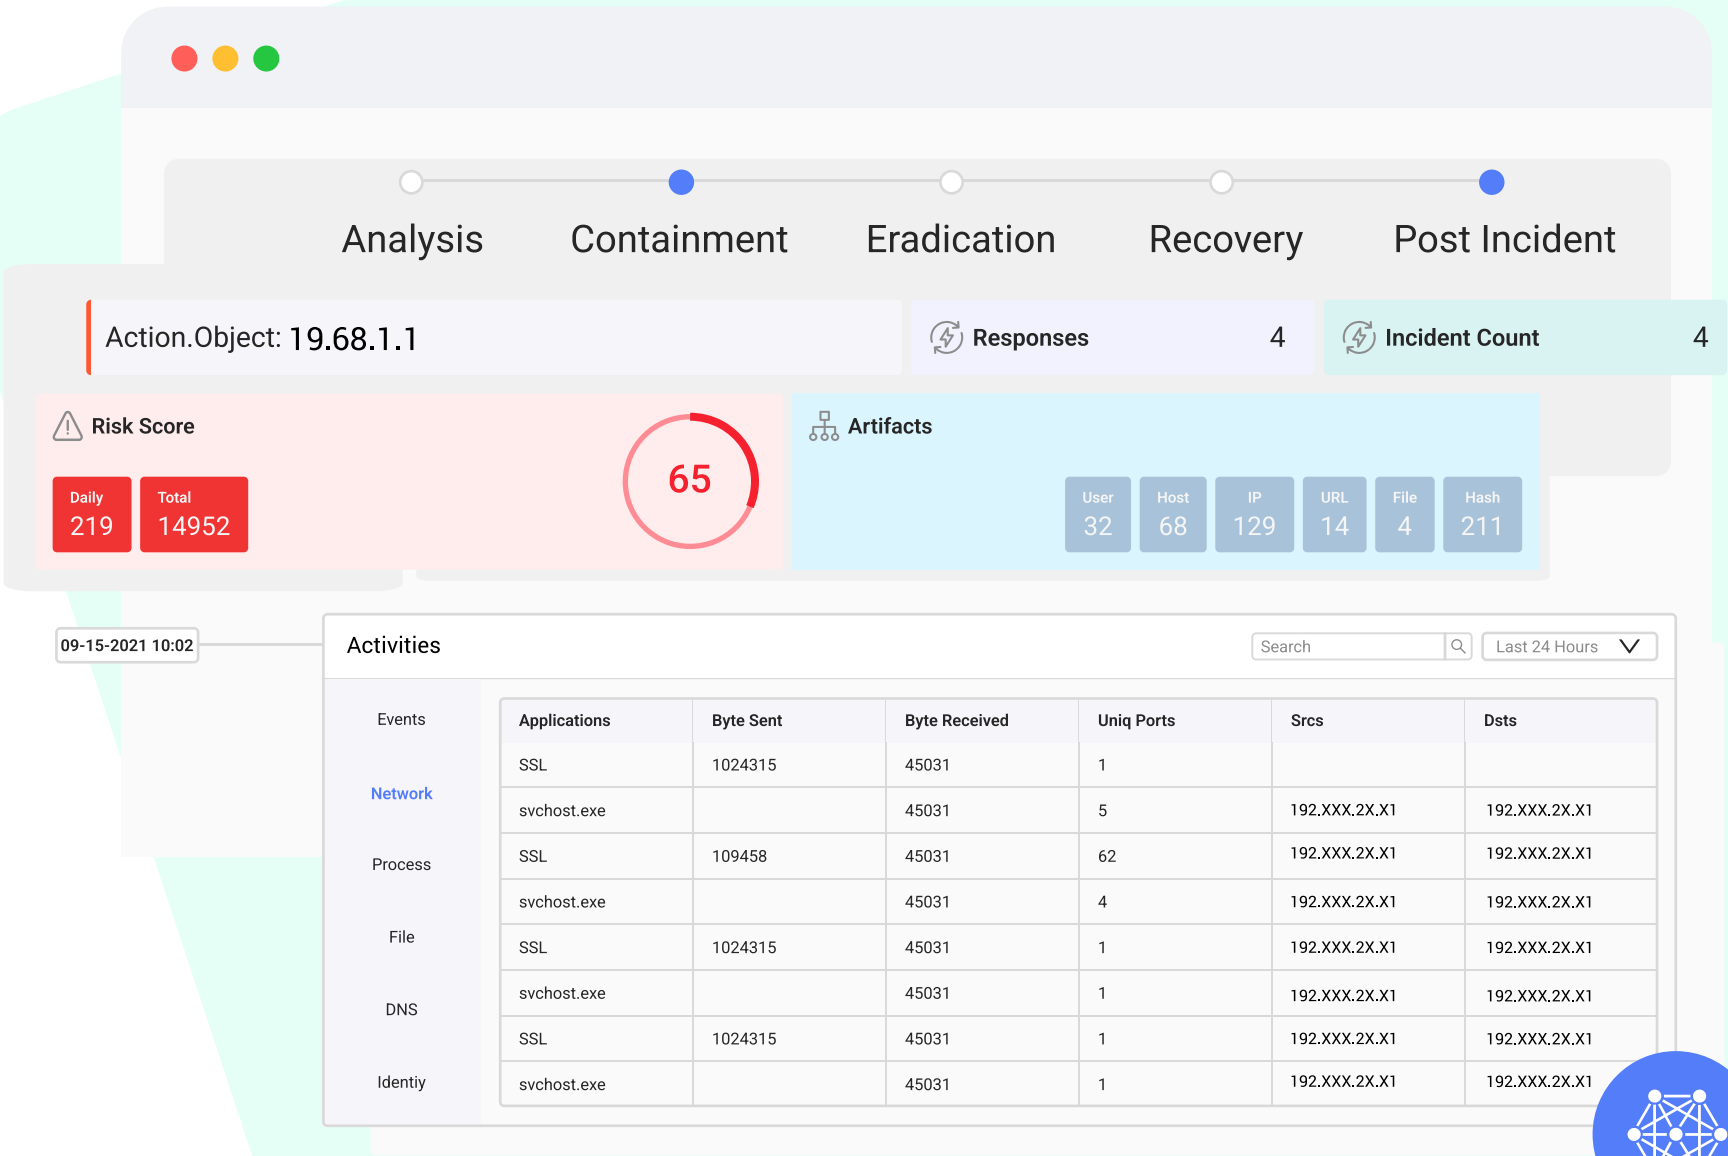 Analysis Containment Eradication Recovery Post Incident
Action.Object: 19.68.1.1 Responses 4 Incident Count 4
Risk Score Artifacts
65
Daily Total User Host IP URL File Hash
219 14952 32 68 129 14 4 211
09-15-2021 10:02 Activities Search Last 24 Hours
Events
Network
Process
File
DNS
Identiy
Applications Byte Sent Byte Received Uniq Ports Srcs Dsts
SSL 1024315 45031 1
svchost.exe 45031 5 192.XXX.2X.X1 192.XXX.2X.X1
SSL 109458 45031 62 192.XXX.2X.X1 192.XXX.2X.X1
svchost.exe 45031 4 192.XXX.2X.X1 192.XXX.2X.X1
SSL 1024315 45031 1 192.XXX.2X.X1 192.XXX.2X.X1
svchost.exe 45031 1 192.XXX.2X.X1 192.XXX.2X.X1
SSL 1024315 45031 1 192.XXX.2X.X1 192.XXX.2X.X1
svchost.exe 45031 1 192.XXX.2X.X1 192.XXX.2X.X1